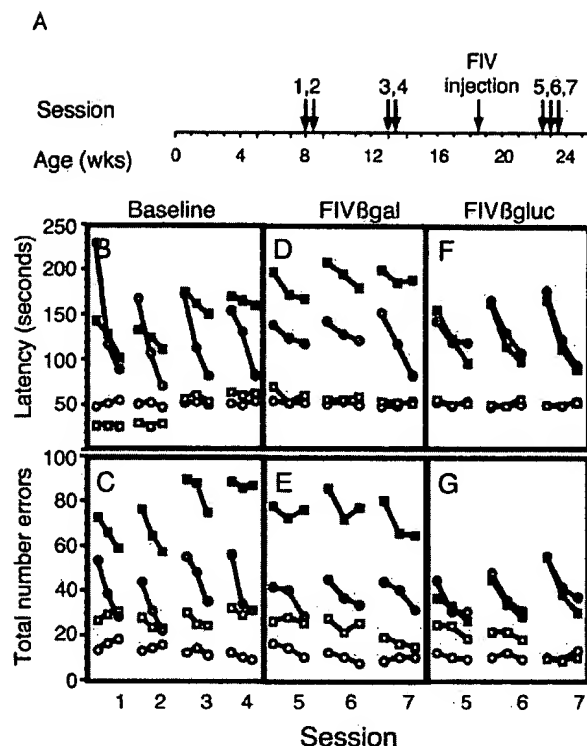 A
FIV
1,2 3,4 injection 5,6,7
Session
Age (wks) 0 4 8 12 16 20 24
Baseline FIVβgal FIVβgluc
Latency (seconds)
250
200
150
100
50
B D F
Total number errors
100
80
60
40
20
0
C E G
1 2 3 4 5 6 7 5 6 7
Session